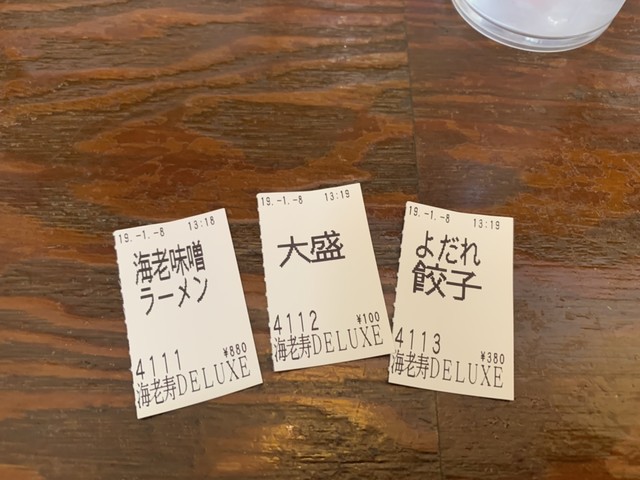 19.-1.-8 13:18
海老味噌
ラーメン
4111 ¥880
海老寿DELUXE
19.-1.-8 13:19
大盛
4112 ¥100
海老寿DELUXE
19.-1.-8 13:19
よだれ
餃子
4113 ¥380
海老寿DELUXE